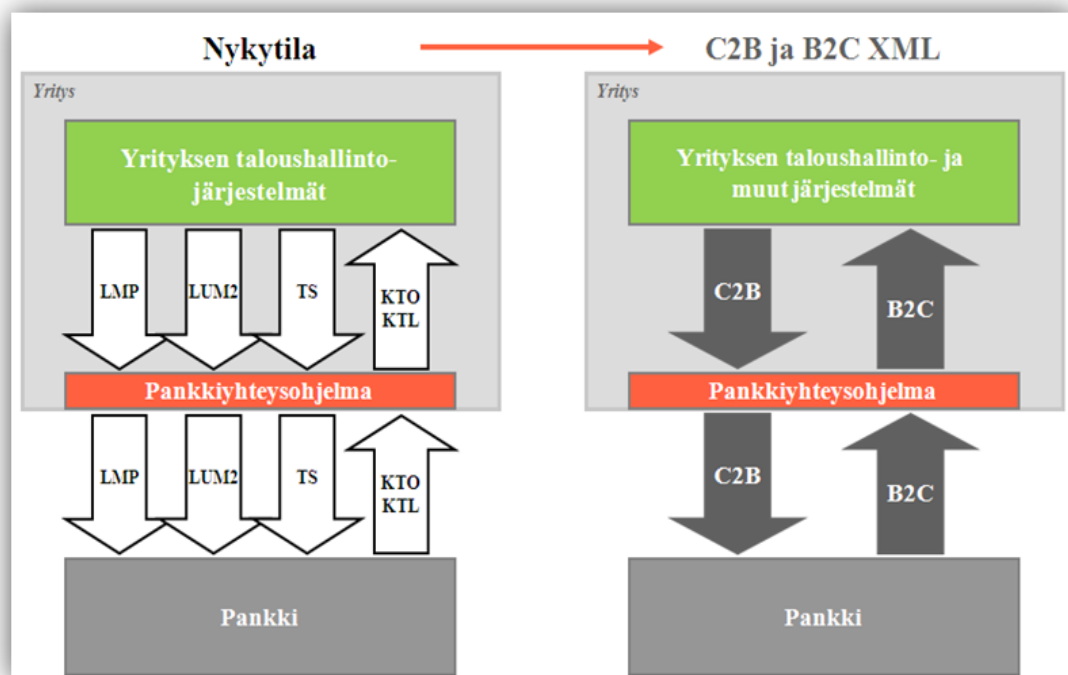 Nykytila
Yritys
Yrityksen taloushallinto-
järjestelmät
LMP
LUM2
TS
KTO
KTL
Pankkiyhteysohjelma
LMP
LUM2
TS
KTO
KTL
Pankki
C2B ja B2C XML
Yritys
Yrityksen taloushallinto- ja
muut järjestelmät
C2B
B2C
Pankkiyhteysohjelma
C2B
B2C
Pankki